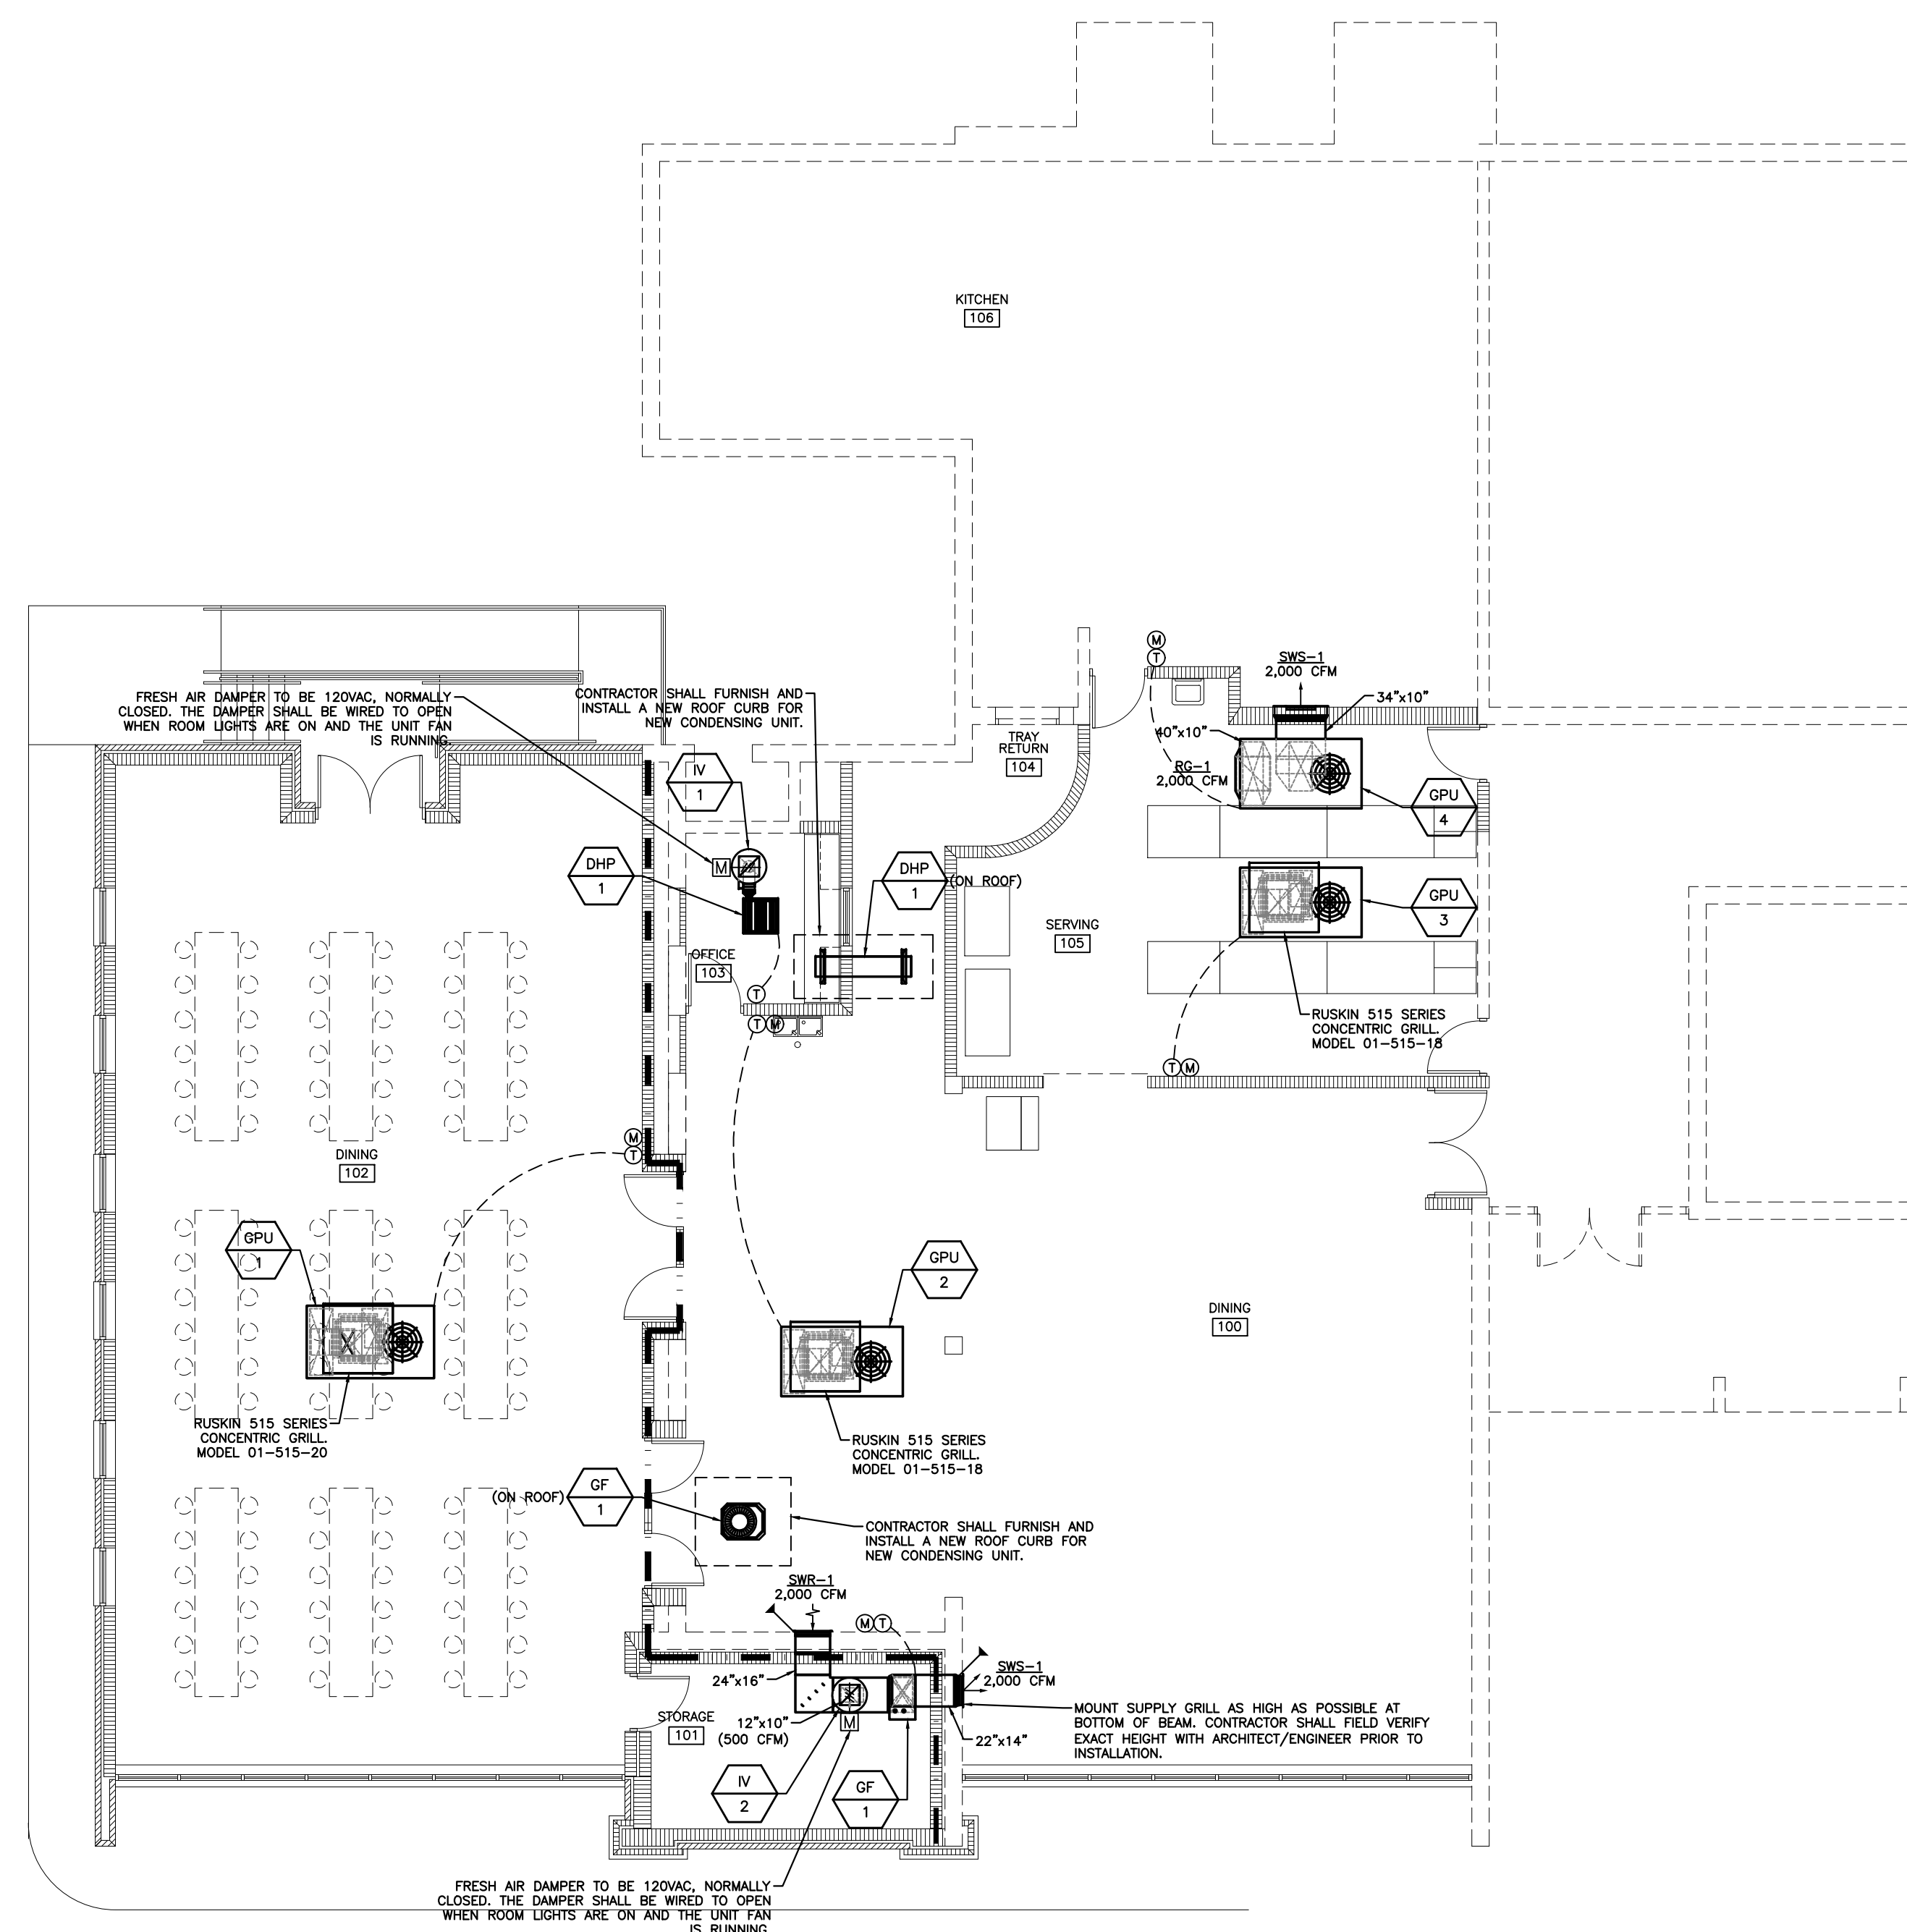 KITCHEN
106
SWS-1
2,000 CFM
34"x10"
40"x10"
RG-1
2,000 CFM
GPU
4
M
T
FRESH AIR DAMPER TO BE 120VAC, NORMALLY
CLOSED. THE DAMPER SHALL BE WIRED TO OPEN
WHEN ROOM LIGHTS ARE ON AND THE UNIT FAN
IS RUNNING.
CONTRACTOR SHALL FURNISH AND
INSTALL A NEW ROOF CURB FOR
NEW CONDENSING UNIT.
TRAY
RETURN
104
IV
1
M
DHP
1
DHP
1
(ON ROOF)
GPU
3
SERVING
105
OFFICE
103
T
T M
RUSKIN 515 SERIES
CONCENTRIC GRILL.
MODEL 01-515-18
T M
M
T
DINING
102
GPU
1
GPU
2
DINING
100
RUSKIN 515 SERIES
CONCENTRIC GRILL.
MODEL 01-515-20
RUSKIN 515 SERIES
CONCENTRIC GRILL.
MODEL 01-515-18
(ON ROOF)
GF
1
CONTRACTOR SHALL FURNISH AND
INSTALL A NEW ROOF CURB FOR
NEW CONDENSING UNIT.
SWR-1
2,000 CFM
M T
24"x16"
SWS-1
2,000 CFM
STORAGE
101
12"x10"
(500 CFM)
M
22"x14"
MOUNT SUPPLY GRILL AS HIGH AS POSSIBLE AT
BOTTOM OF BEAM. CONTRACTOR SHALL FIELD VERIFY
EXACT HEIGHT WITH ARCHITECT/ENGINEER PRIOR TO
INSTALLATION.
IV
2
GF
1
FRESH AIR DAMPER TO BE 120VAC, NORMALLY
CLOSED. THE DAMPER SHALL BE WIRED TO OPEN
WHEN ROOM LIGHTS ARE ON AND THE UNIT FAN
IS RUNNING.